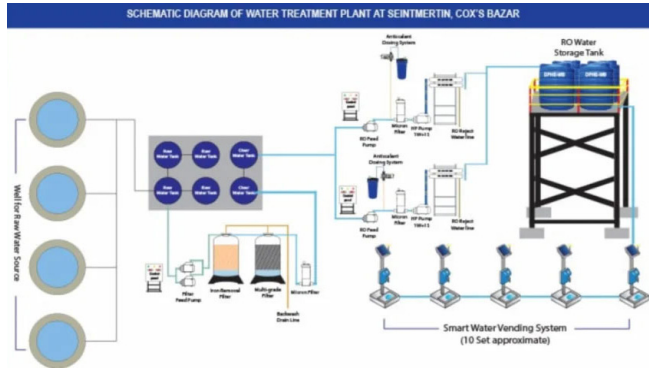 SCHEMATIC DIAGRAM OF WATER TREATMENT PLANT AT SEINTMERTIN, COX'S BAZAR
Antiscalant
Dosing System
RO Water
Storage Tank
RO Feed
Pump
Micron
Filter
HP Pump
RO Reject
Water line
Raw
Water Tank
Raw
Water Tank
Clear
Water Tank
Raw
Water Tank
Raw
Water Tank
Clear
Water Tank
Antiscalant
Dosing System
RO Feed
Pump
Micron
Filter
HP Pump
RO Reject
Water line
Well for Raw Water Source
Filter
Feed Pump
Iron Removal
Filter
Multi-grade
Filter
Micron Filter
Backwash
Drain Line
Smart Water Vending System
(10 Set approximate)